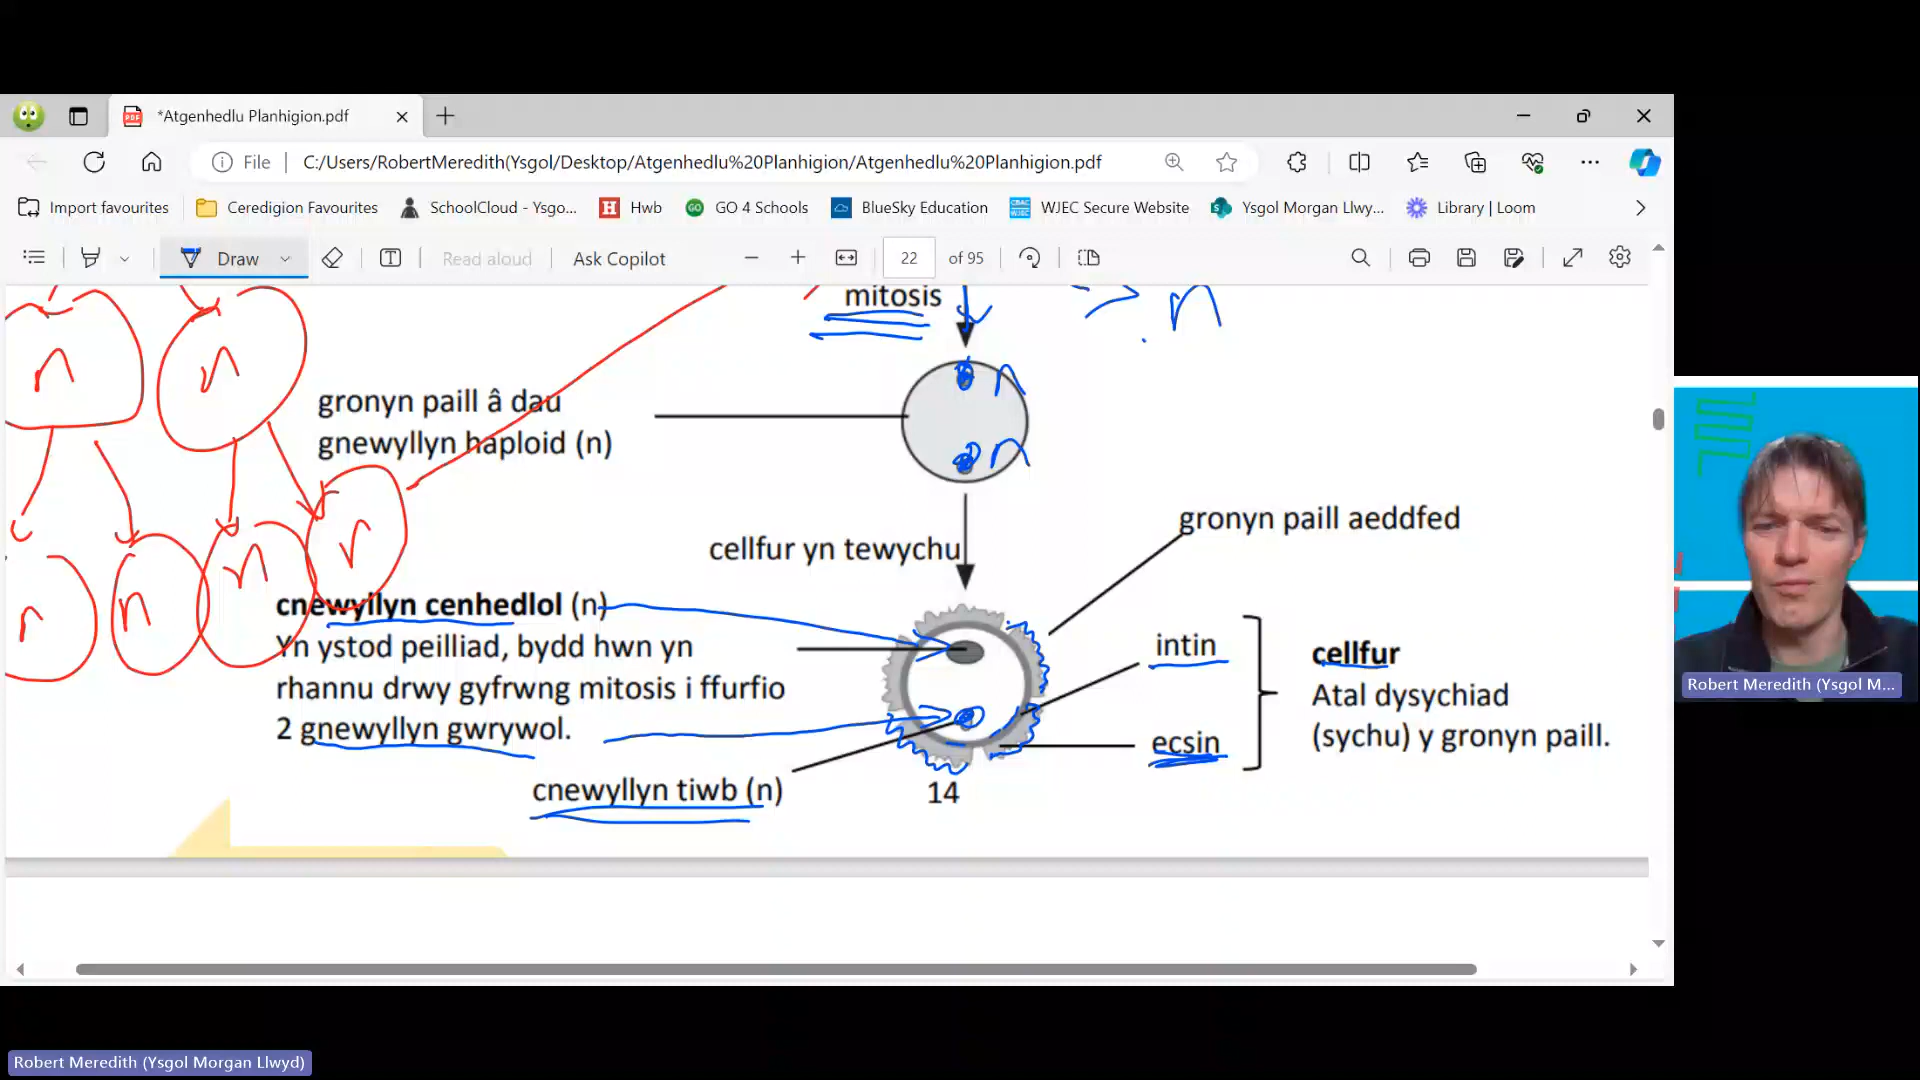 *Atgenhedlu Planhigion.pdf
File
C:/Users/RobertMeredith(Ysgol/Desktop/Atgenhedlu%20Planhigion/Atgenhedlu%20Planhigion.pdf
Import favourites
Ceredigion Favourites
SchoolCloud - Ysgo...
Hwb
GO 4 Schools
BlueSky Education
WJEC Secure Website
Ysgol Morgan Llwy...
Library | Loom
Draw
Read aloud
Ask Copilot
22 of 95
mitosis
n
n
n
gronyn paill â dau
gnewyllyn haploid (n)
n
n
gronyn paill aeddfed
cellfur yn tewychu
n
n
n
n
cnewyllyn cenhedlol (n)
Yn ystod peilliad, bydd hwn yn
rhannu drwy gyfrwng mitosis i ffurfio
2 gnewyllyn gwrywol.
cnewyllyn tiwb (n)
intin
ecsin
cellfur
Atal dysychiad
(sychu) y gronyn paill.
14
Robert Meredith (Ysgol M...
Robert Meredith (Ysgol Morgan Llwyd)